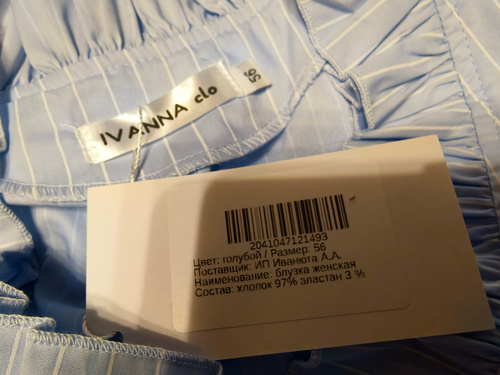 IVANNA clo
56
2041047121493
Цвет: голубой / Размер: 56
Поставщик: ИП Иванюта А.А.
Наименование: блузка женская
Состав: хлопок 97% эластан 3 %